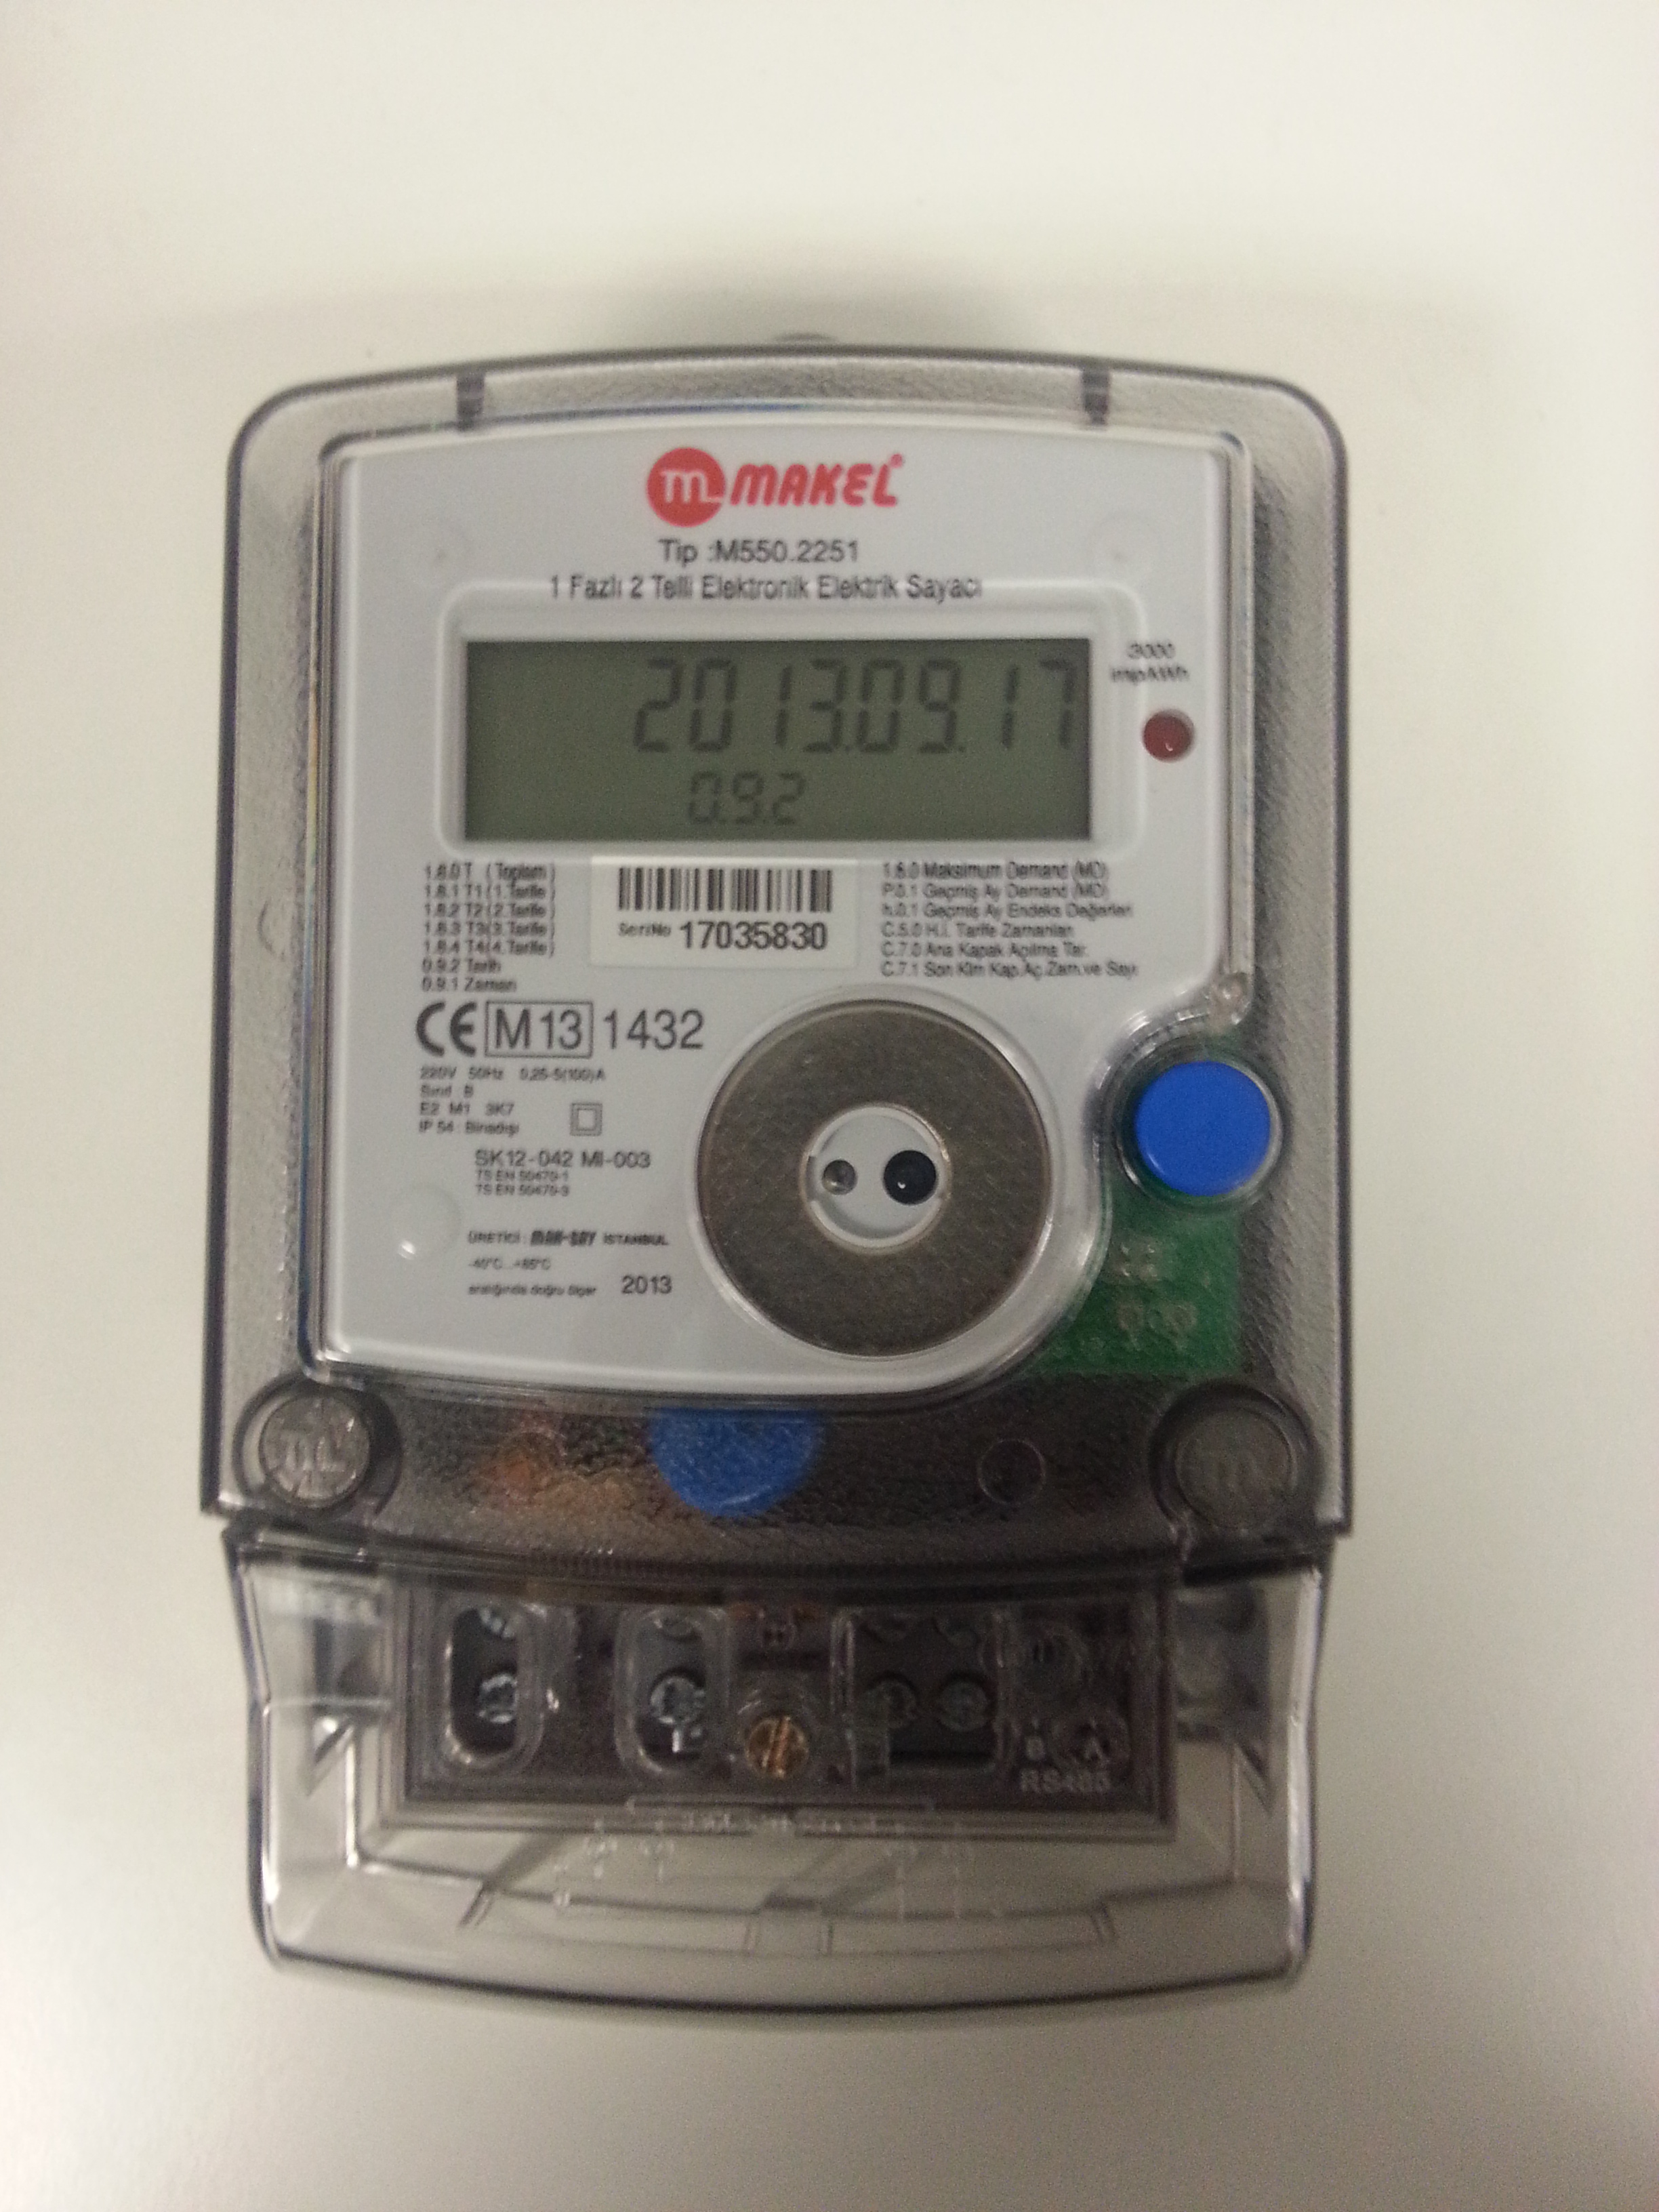 m MAKEL®
Tip :M550.2251
1 Fazlı 2 Telli Elektronik Elektrik Sayacı
3000
imp/kWh
2013.09.17
0.9.2
1.8.0 T (Toplam)
1.8.1 T1(1.Tarife)
1.8.2 T2(2.Tarife)
1.8.3 T3(3.Tarife)
1.8.4 T4(4.Tarife)
0.9.2 Tarih
0.9.1 Zaman
SeriNo 17035830
1.6.0 Maksimum Demand (MD)
P.0.1 Geçmiş Ay Demand (MD)
h.0.1 Geçmiş Ay Endeks Değerleri
C.5.0 H.İ. Tarife Zamanları
C.7.0 Ana Kapak Açılma Tar.
C.7.1 Son Klm Kap.Aç.Zam.ve Sayı
CE M13 1432
220V 50Hz 0,25-5(100)A
Sınıf B
E2 M1 3K7
IP 54 : Binadışı
SK12-042 MI-003
TS EN 50470-1
TS EN 50470-3
ÜRETİCİ : MAK-SAY İSTANBUL
-40°C...+85°C
aralığında doğru ölçer 2013
m
m
B A
RS485